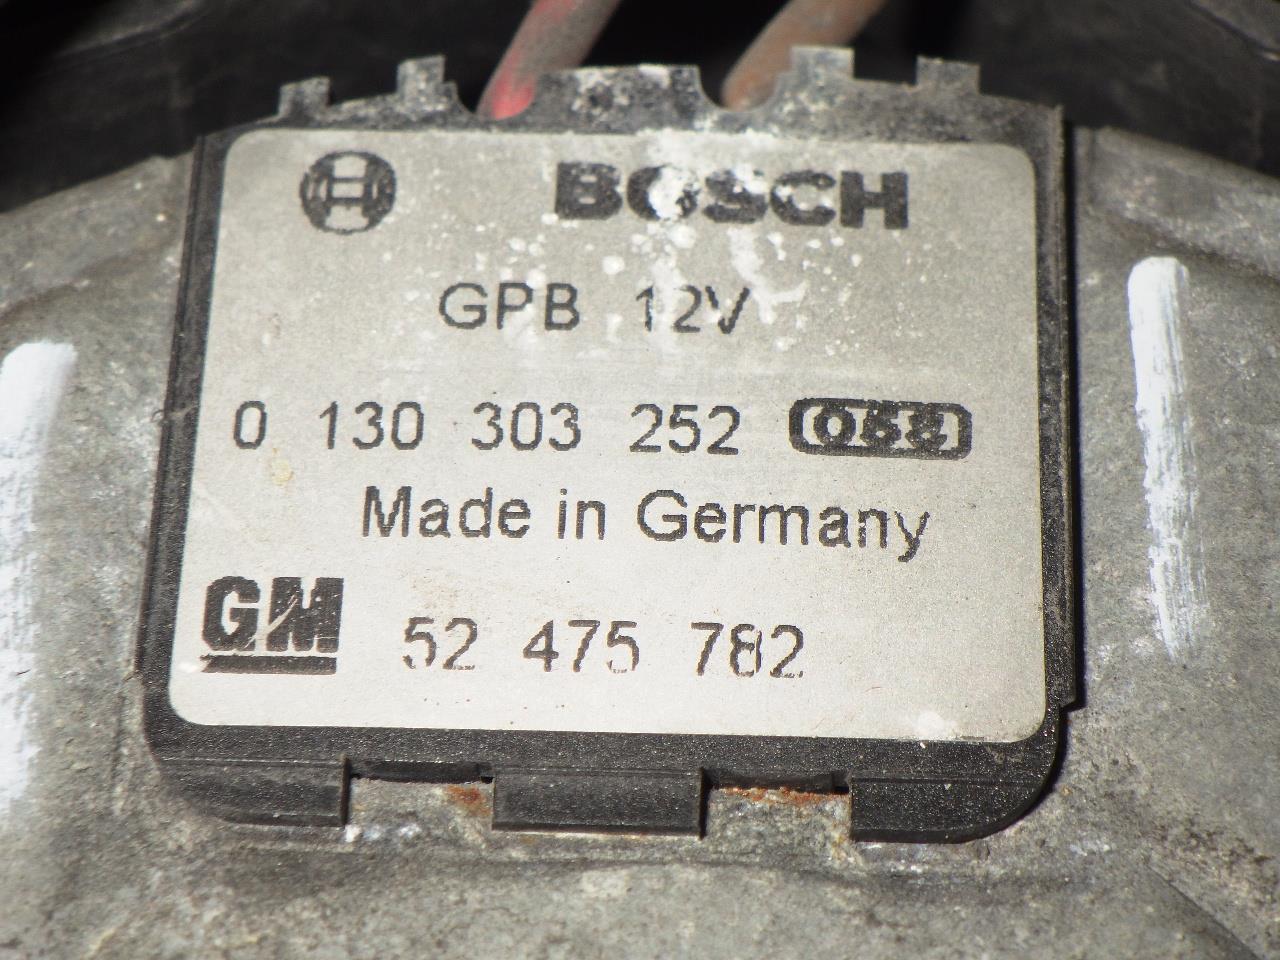 BOSCH
GPB 12V
0 130 303 252
Made in Germany
GM 52 475 782